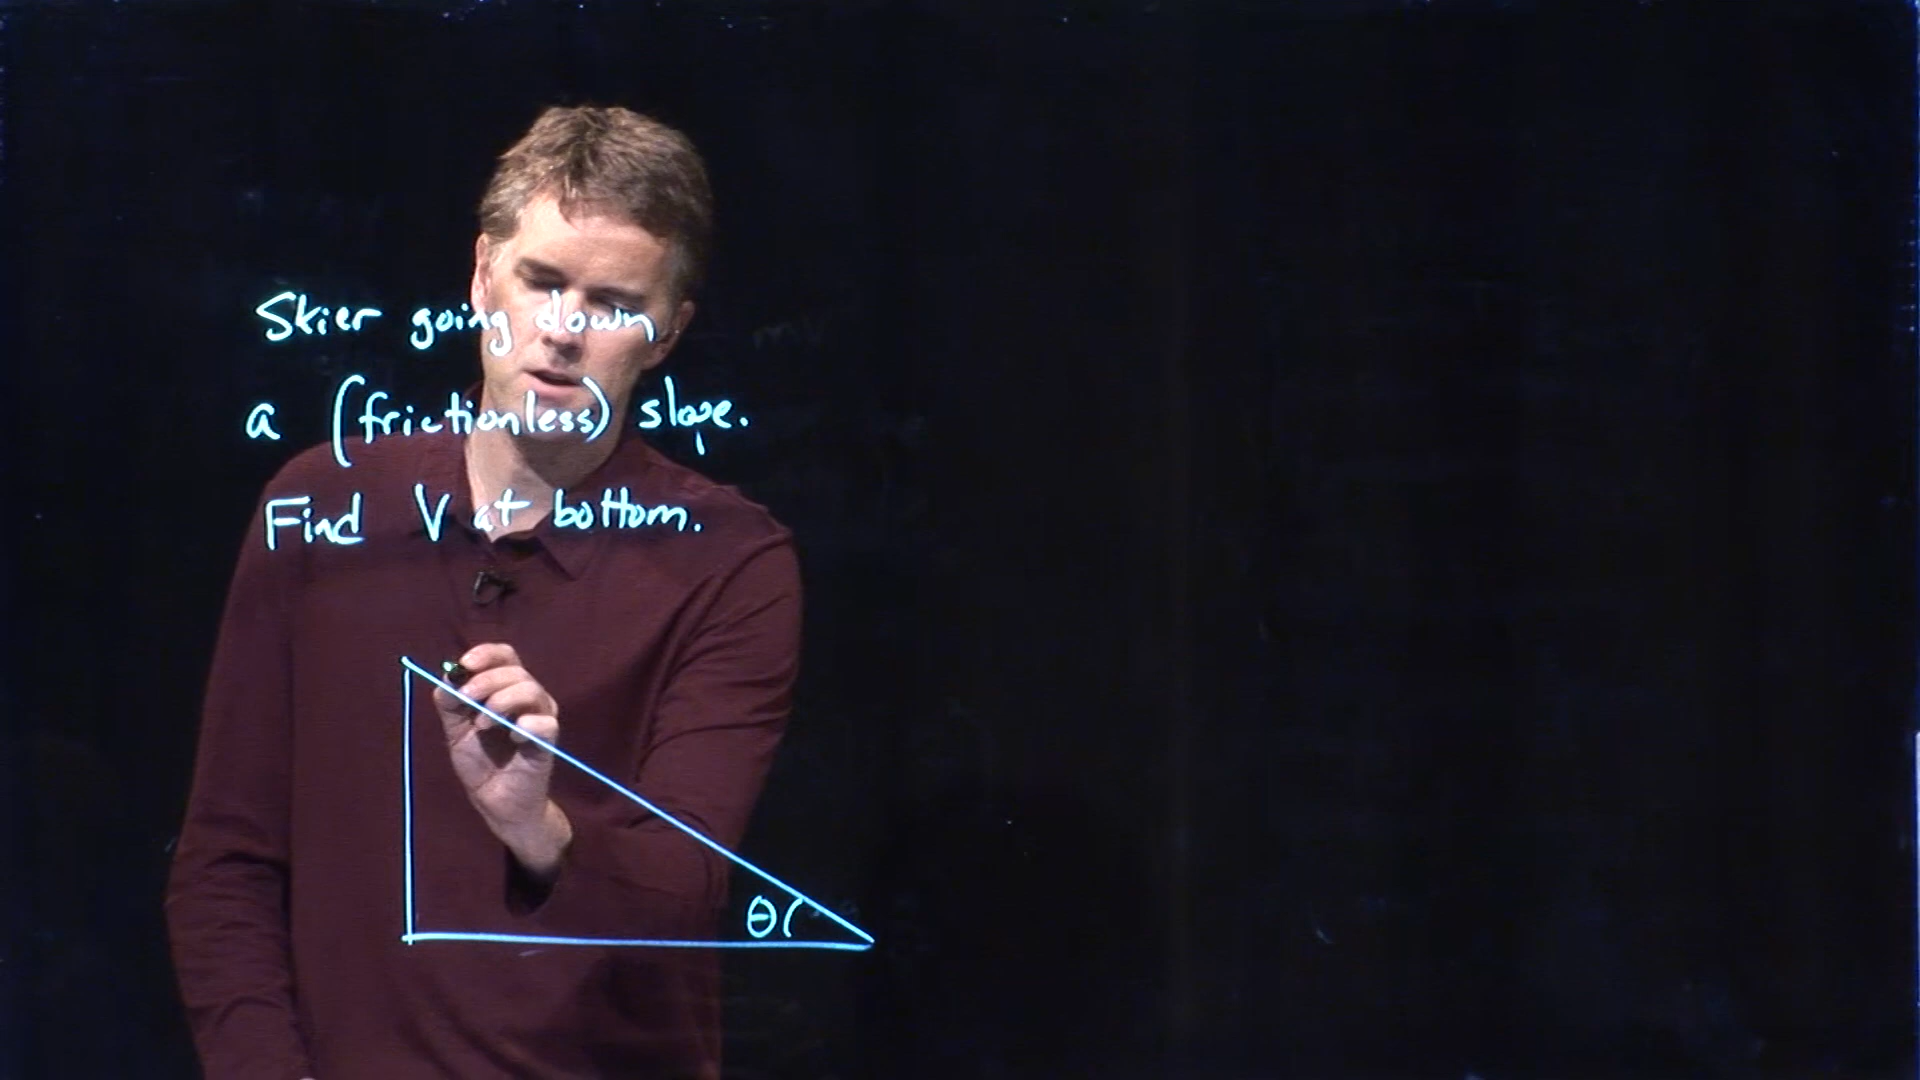 Skier going down
a (frictionless) slope.
Find V at bottom.
θ